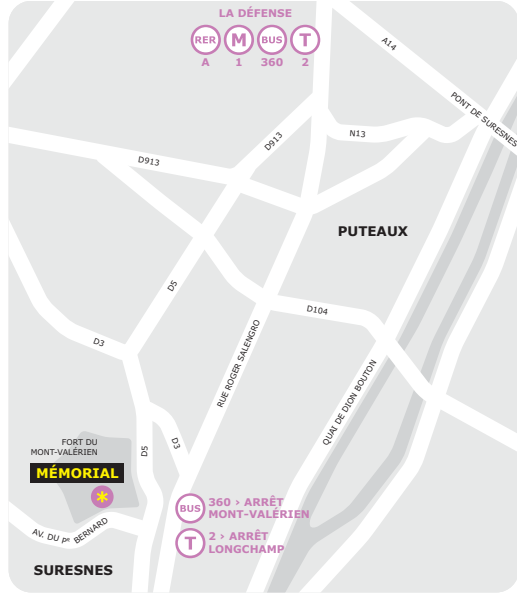 LA DÉFENSE
RER M BUS T
A 1 360 2
A14
PONT DE SURESNES
N13
D913
D913
PUTEAUX
D5
D104
D3
RUE ROGER SALENGRO
QUAI DE DION BOUTON
D3
D5
FORT DU
MONT-VALÉRIEN
MÉMORIAL
*
BUS 360 › ARRÊT
MONT-VALÉRIEN
AV. DU Pᴿ BERNARD
T 2 › ARRÊT
LONGCHAMP
SURESNES